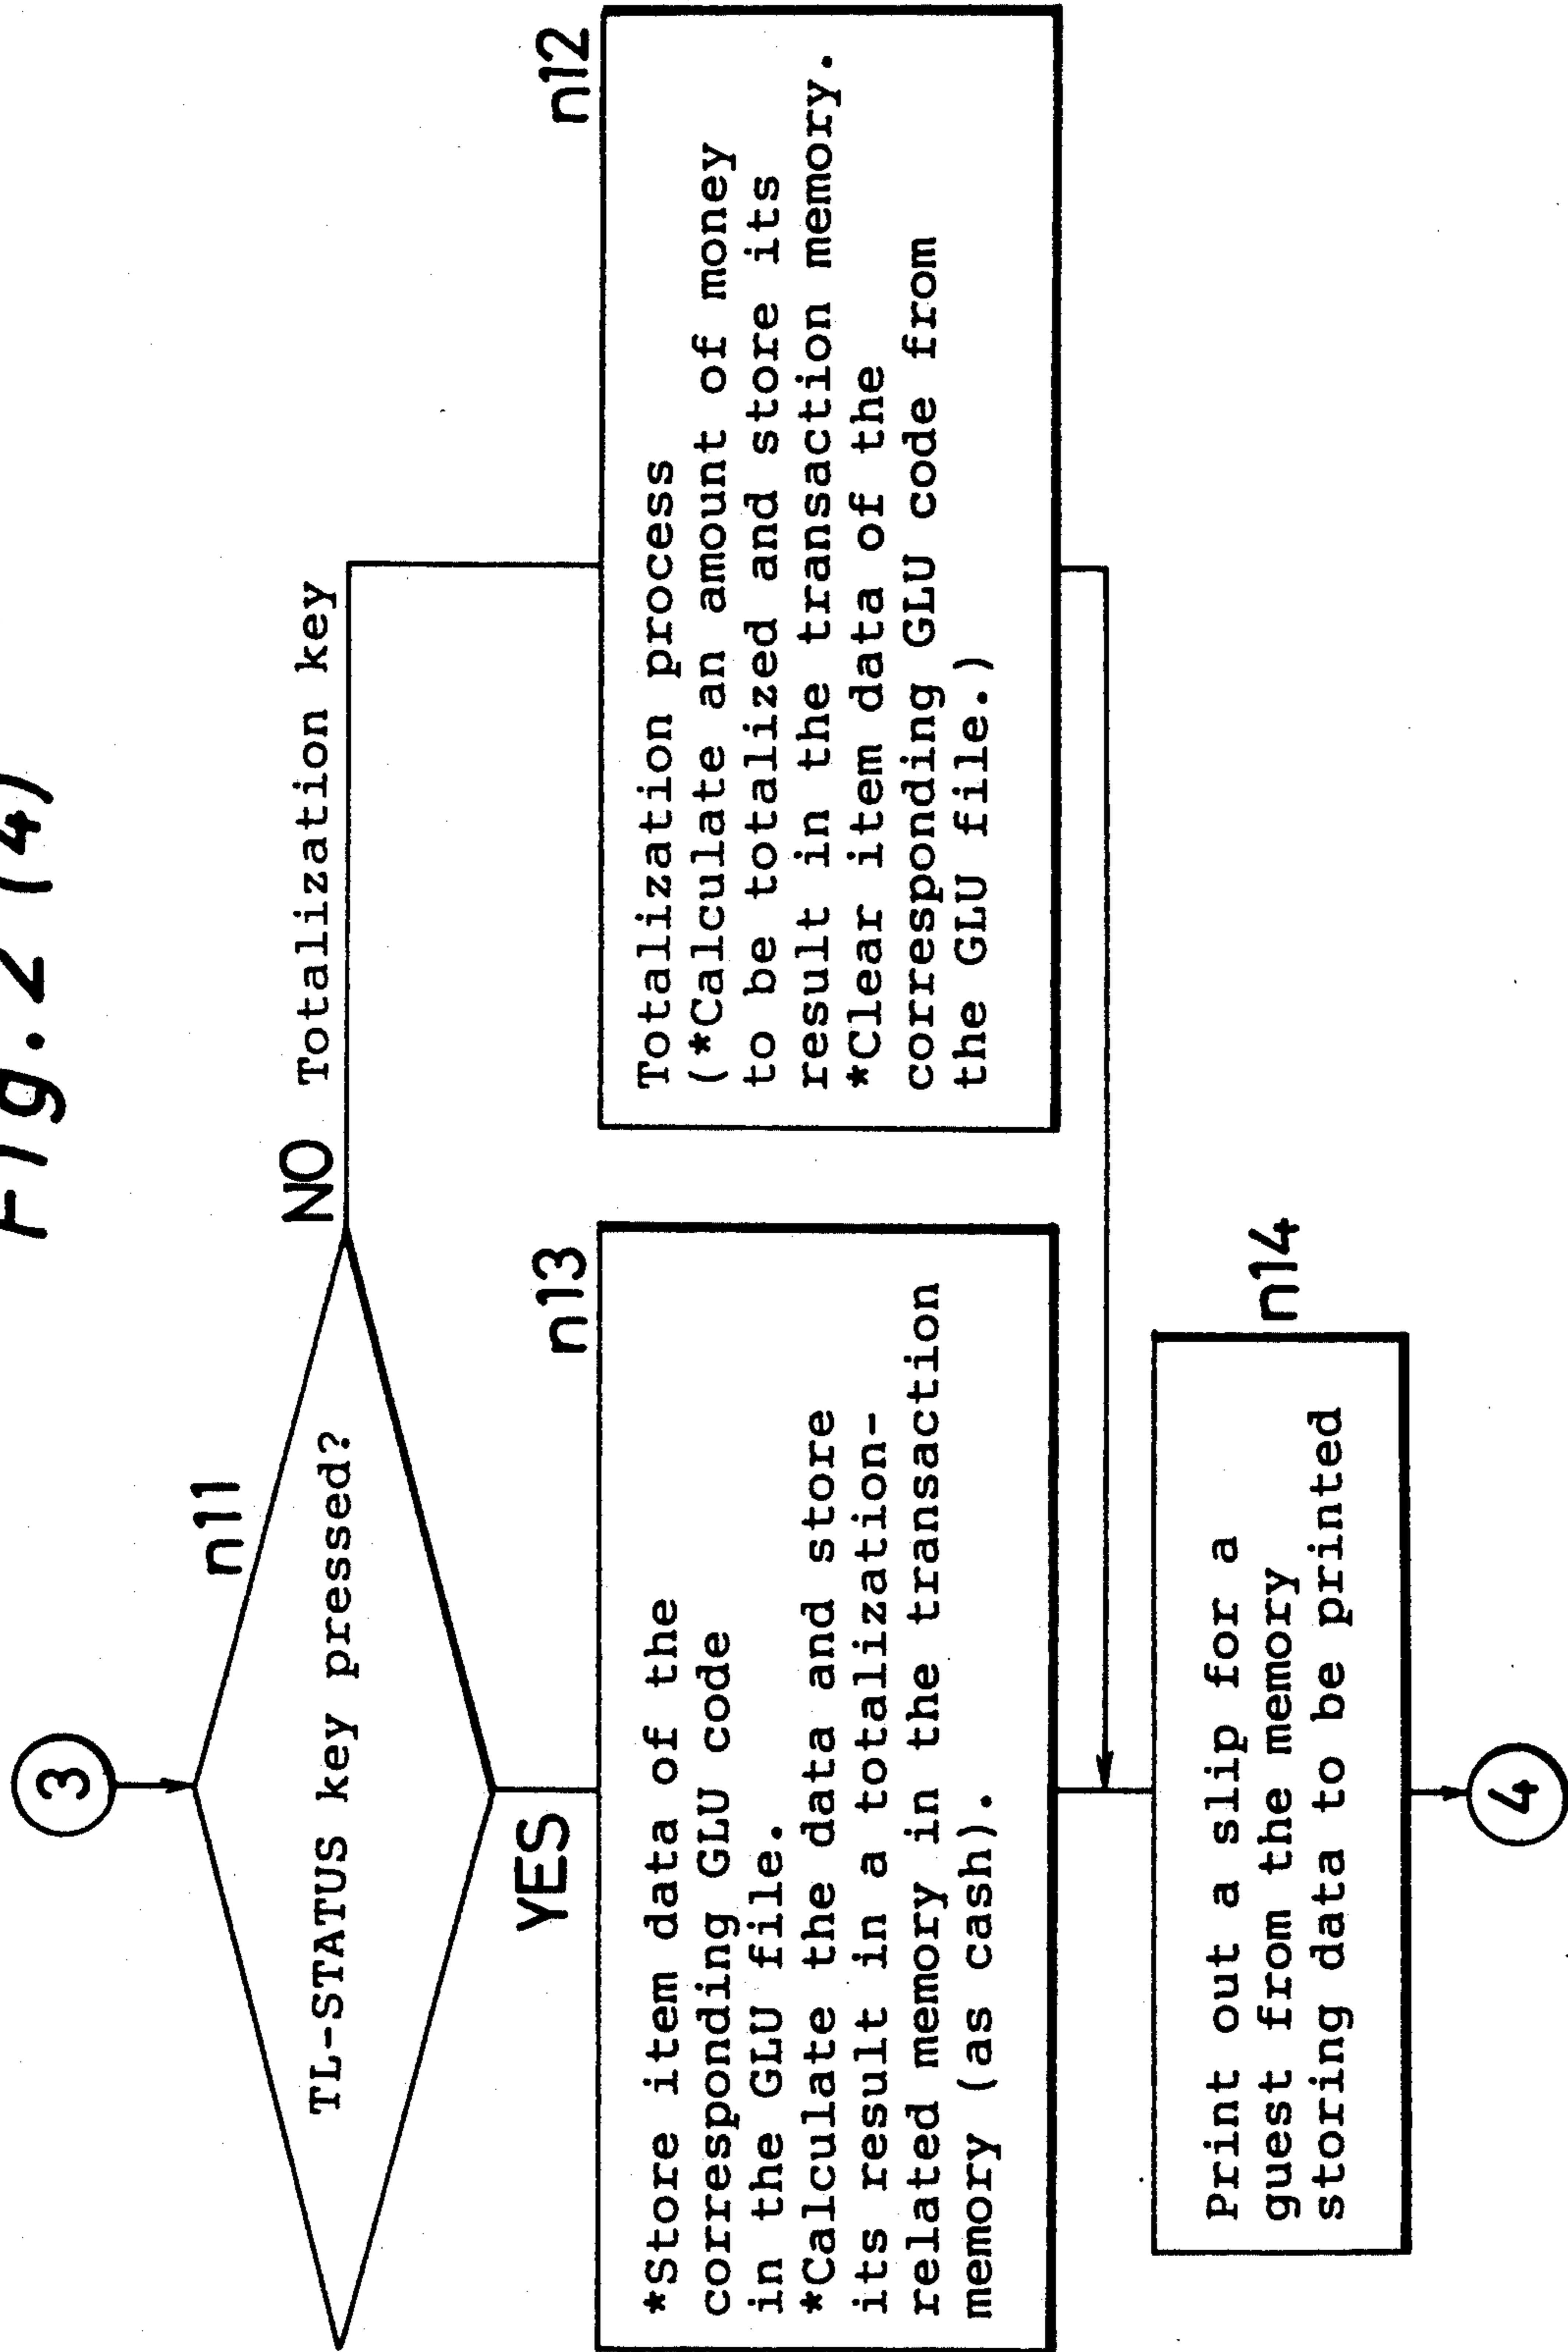 Fig. 2 (4)
3
n11
TL-STATUS key pressed?
NO
Totalization key
YES
n13
*Store item data of the
corresponding GLU code
in the GLU file.
*Calculate the data and store
its result in a totalization-
related memory in the transaction
memory (as cash).
n12
Totalization process
(*Calculate an amount of money
to be totalized and store its
result in the transaction memory.
*Clear item data of the
corresponding GLU code from
the GLU file.)
n14
Print out a slip for a
guest from the memory
storing data to be printed
4